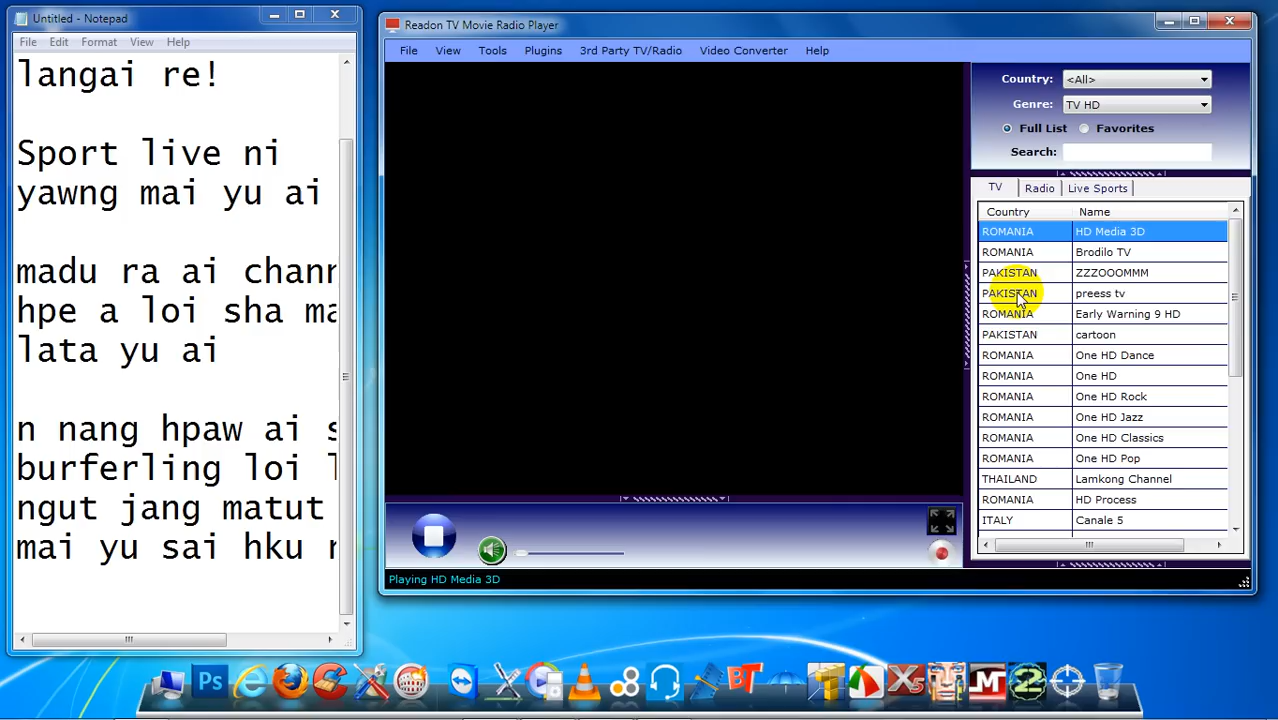 Untitled - Notepad
File Edit Format View Help
langai re!
Sport live ni
yawng mai yu ai
madu ra ai chann
hpe a loi sha ma
lata yu ai
n nang hpaw ai s
burferling loi l
ngut jang matut
mai yu sai hku r
Readon TV Movie Radio Player
File View Tools Plugins 3rd Party TV/Radio Video Converter Help
Country: <All>
Genre: TV HD
Full List Favorites
Search:
TV Radio Live Sports
Country Name
ROMANIA HD Media 3D
ROMANIA Brodilo TV
PAKISTAN ZZZOOOMMM
PAKISTAN preess tv
ROMANIA Early Warning 9 HD
PAKISTAN cartoon
ROMANIA One HD Dance
ROMANIA One HD
ROMANIA One HD Rock
ROMANIA One HD Jazz
ROMANIA One HD Classics
ROMANIA One HD Pop
THAILAND Lamkong Channel
ROMANIA HD Process
ITALY Canale 5
Playing HD Media 3D
Ps BT X5 M 2